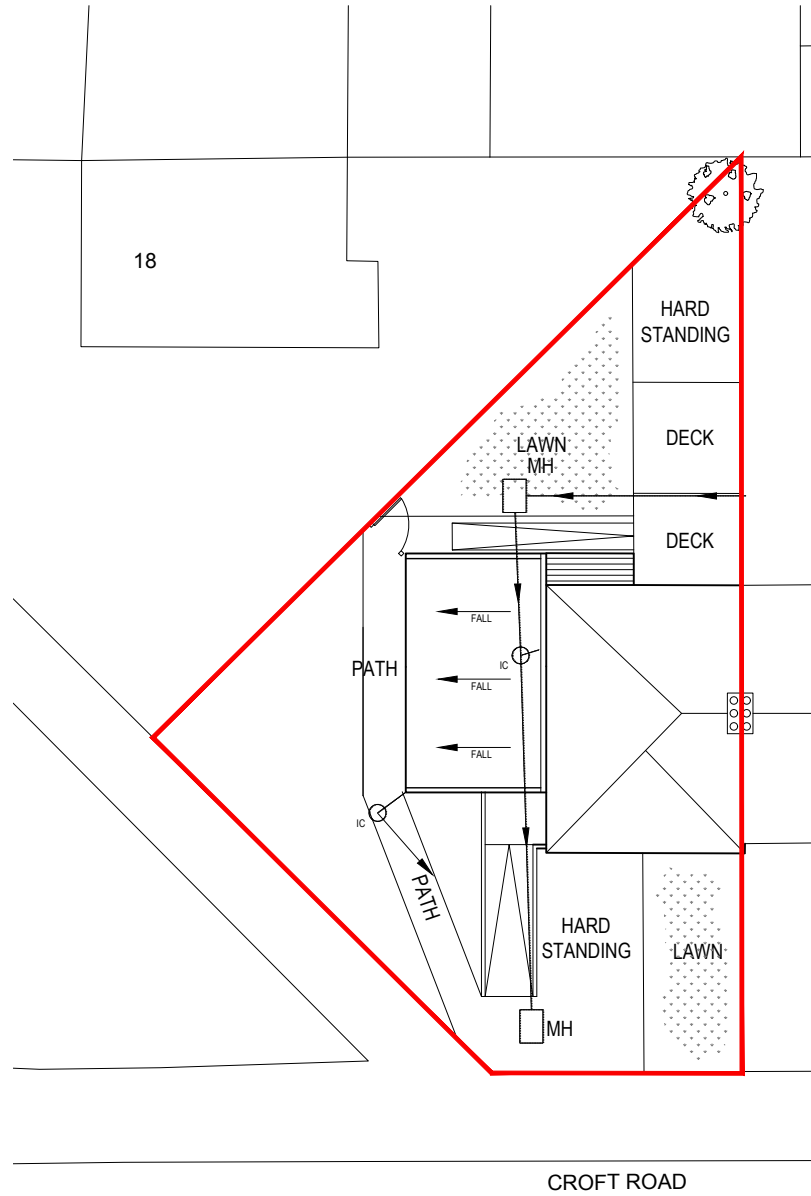 18
HARD
STANDING
DECK
LAWN
MH
DECK
FALL
IC
PATH
FALL
FALL
IC
PATH
HARD
STANDING
LAWN
MH
CROFT ROAD